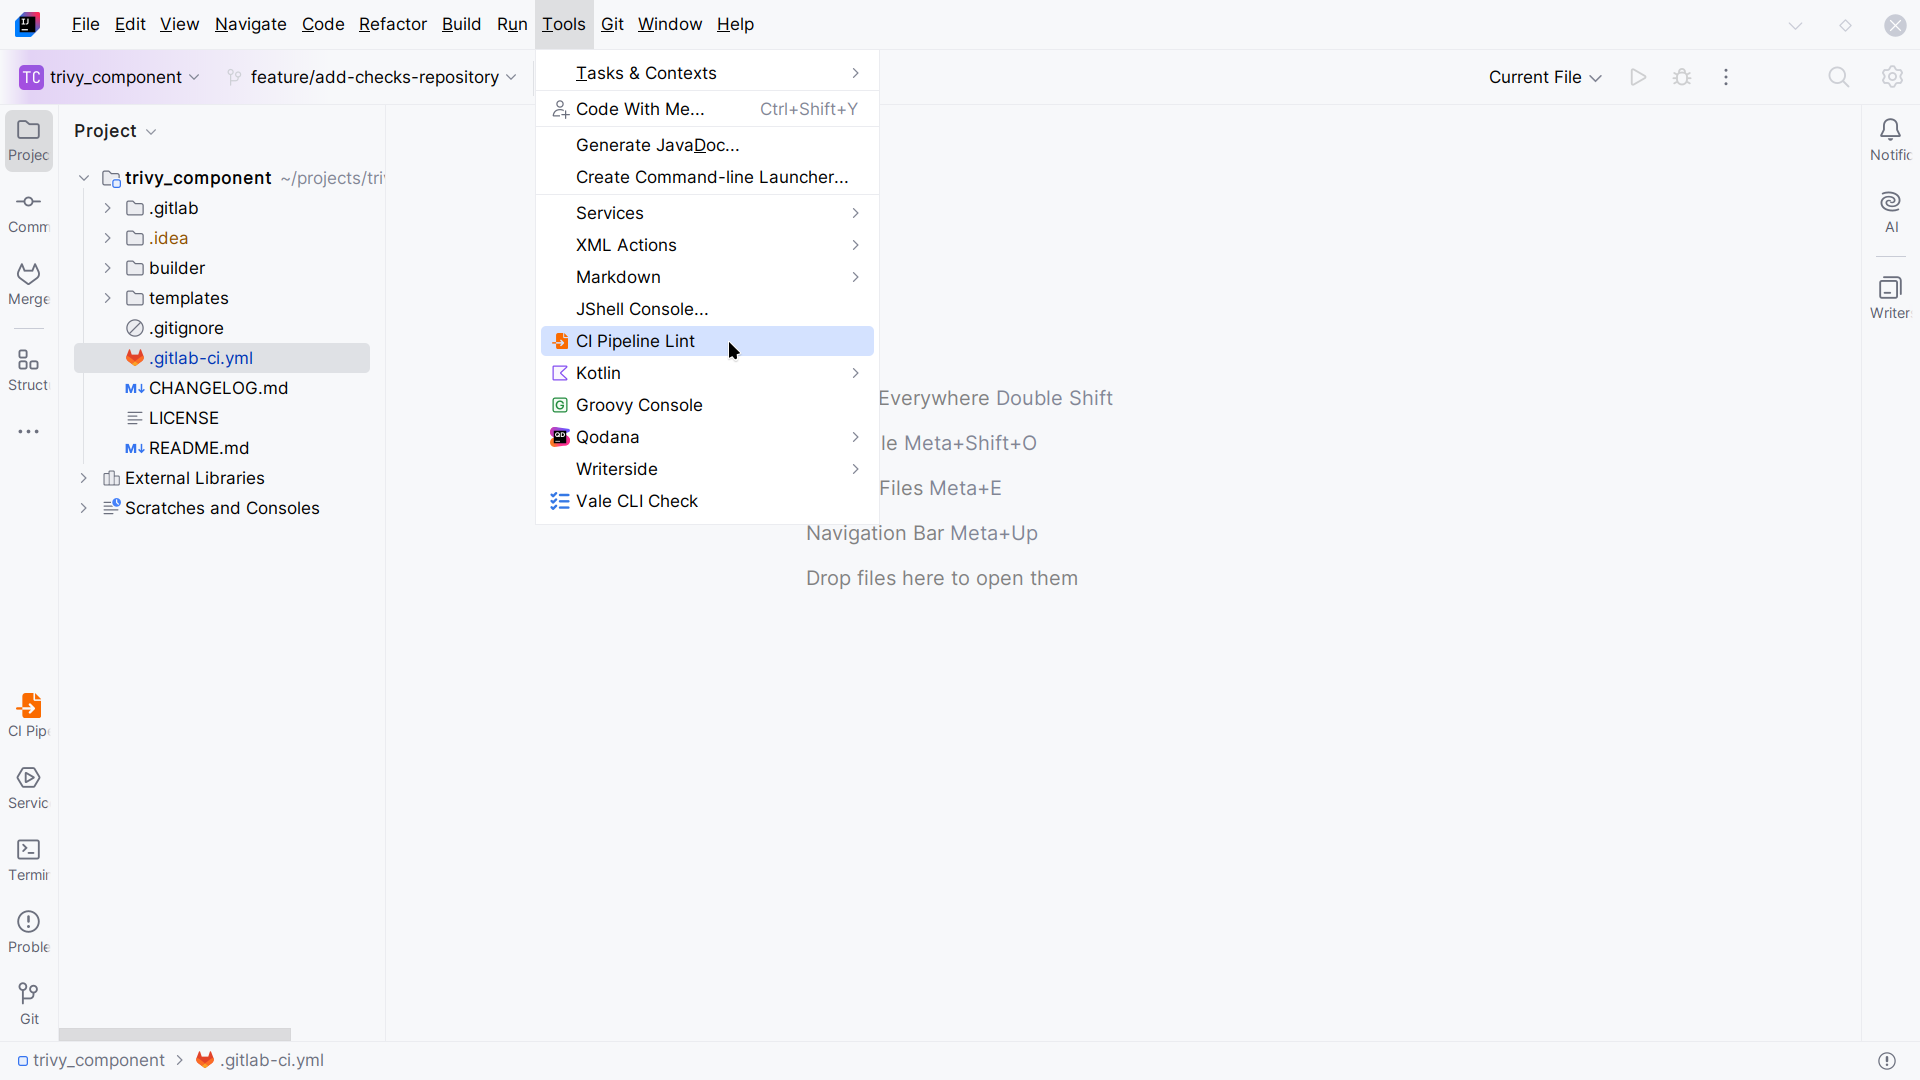 File Edit View Navigate Code Refactor Build Run Tools Git Window Help
TC trivy_component feature/add-checks-repository Current File
Project
Projec
Comm
Merge
Struct
CI Pip
Servic
Termir
Proble
Git
trivy_component ~/projects/tri
.gitlab
.idea
builder
templates
.gitignore
.gitlab-ci.yml
CHANGELOG.md
LICENSE
README.md
External Libraries
Scratches and Consoles
Tasks & Contexts
Code With Me... Ctrl+Shift+Y
Generate JavaDoc...
Create Command-line Launcher...
Services
XML Actions
Markdown
JShell Console...
CI Pipeline Lint
Kotlin
Groovy Console
Qodana
Writerside
Vale CLI Check
Everywhere Double Shift
le Meta+Shift+O
Files Meta+E
Navigation Bar Meta+Up
Drop files here to open them
Notific
AI
Writer
trivy_component > .gitlab-ci.yml